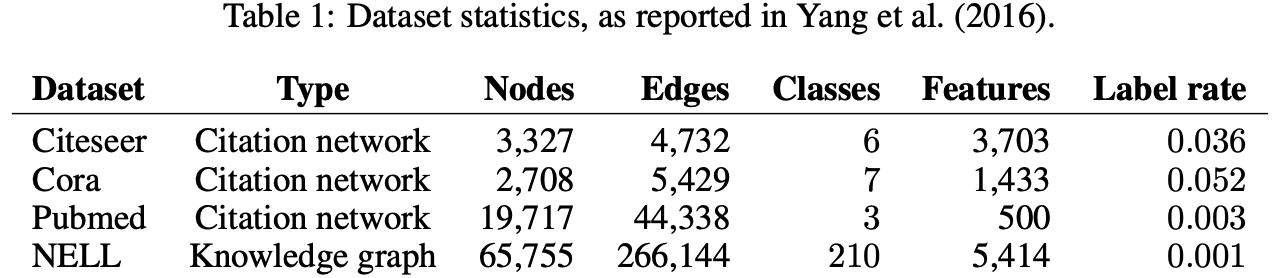 Table 1: Dataset statistics, as reported in Yang et al. (2016).
Dataset Type Nodes Edges Classes Features Label rate
Citeseer Citation network 3,327 4,732 6 3,703 0.036
Cora Citation network 2,708 5,429 7 1,433 0.052
Pubmed Citation network 19,717 44,338 3 500 0.003
NELL Knowledge graph 65,755 266,144 210 5,414 0.001